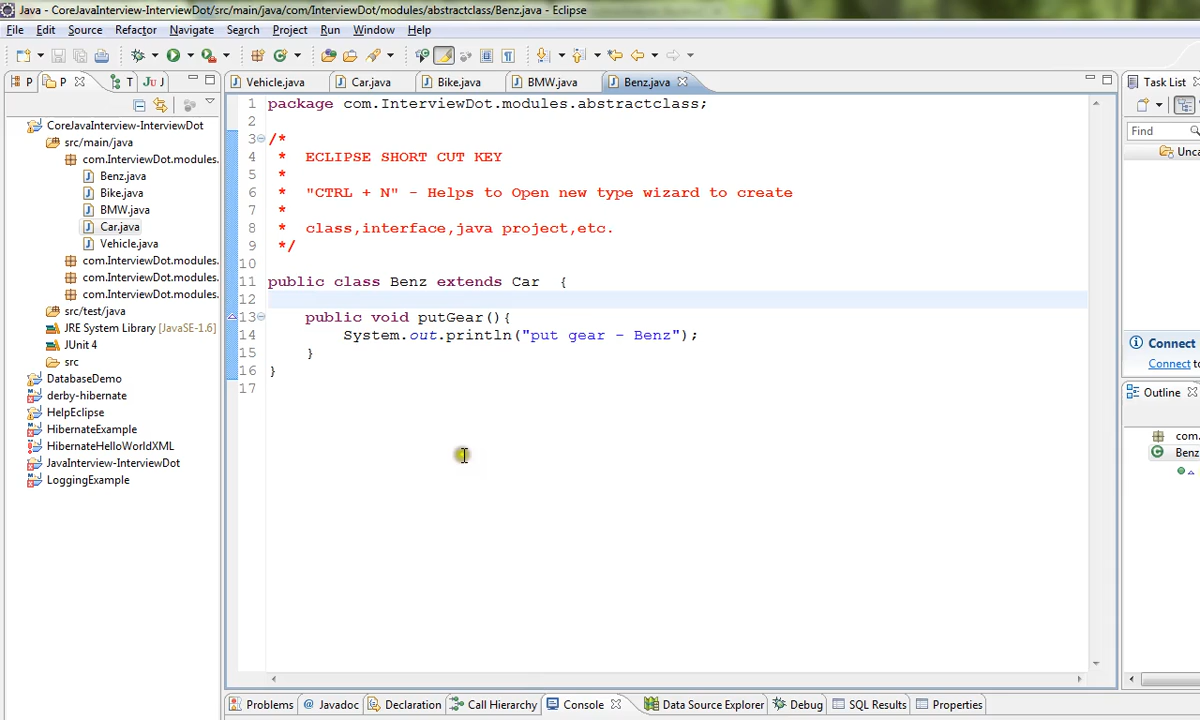 Java - CoreJavaInterview-InterviewDot/src/main/java/com/InterviewDot/modules/abstractclass/Benz.java - Eclipse
File Edit Source Refactor Navigate Search Project Run Window Help
P P T Ju J
Vehicle.java Car.java Bike.java BMW.java Benz.java
Task List
Find
Unca
CoreJavaInterview-InterviewDot
src/main/java
com.InterviewDot.modules.
Benz.java
Bike.java
BMW.java
Car.java
Vehicle.java
com.InterviewDot.modules.
com.InterviewDot.modules.
com.InterviewDot.modules.
src/test/java
JRE System Library [JavaSE-1.6]
JUnit 4
src
DatabaseDemo
derby-hibernate
HelpEclipse
HibernateExample
HibernateHelloWorldXML
JavaInterview-InterviewDot
LoggingExample
1 package com.InterviewDot.modules.abstractclass;
2
3 /*
4 * ECLIPSE SHORT CUT KEY
5 *
6 * "CTRL + N" - Helps to Open new type wizard to create
7 *
8 * class,interface,java project,etc.
9 */
10
11 public class Benz extends Car {
12
13 public void putGear(){
14 System.out.println("put gear - Benz");
15 }
16 }
17
Connect
Connect to
Outline
com.
Benz
Problems @ Javadoc Declaration Call Hierarchy Console Data Source Explorer Debug SQL Results Properties